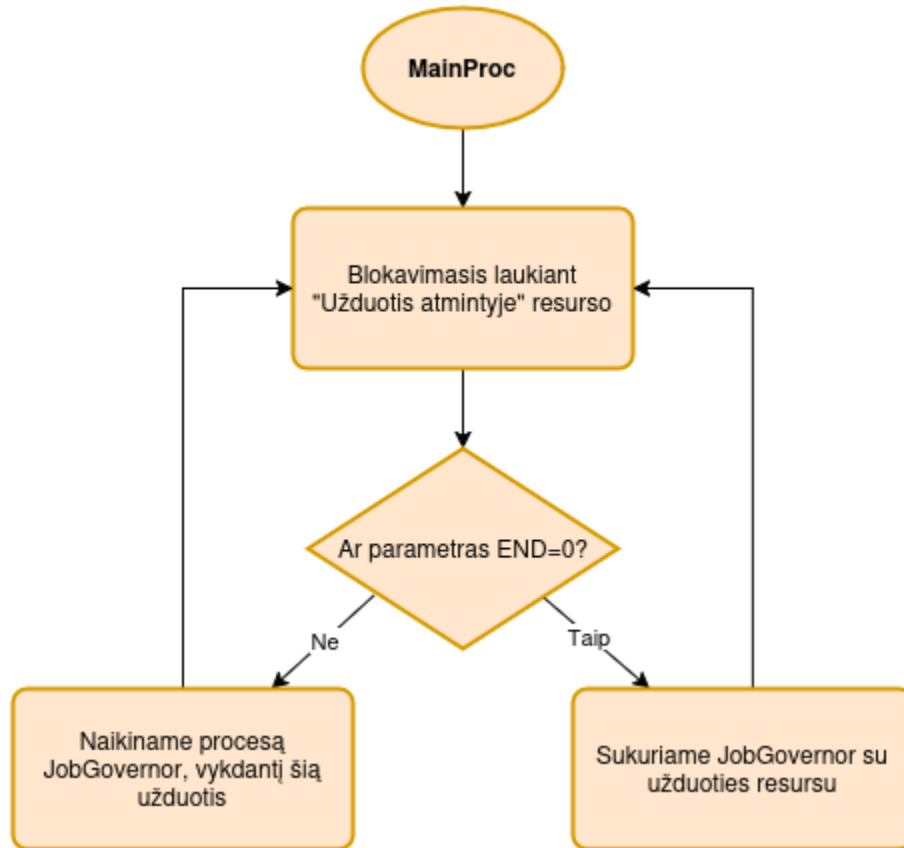 MainProc
Blokavimasis laukiant
"Užduotis atmintyje" resurso
Ar parametras END=0?
Ne
Taip
Naikiname procesą
JobGovernor, vykdantį šią
užduotis
Sukuriame JobGovernor su
užduoties resursu